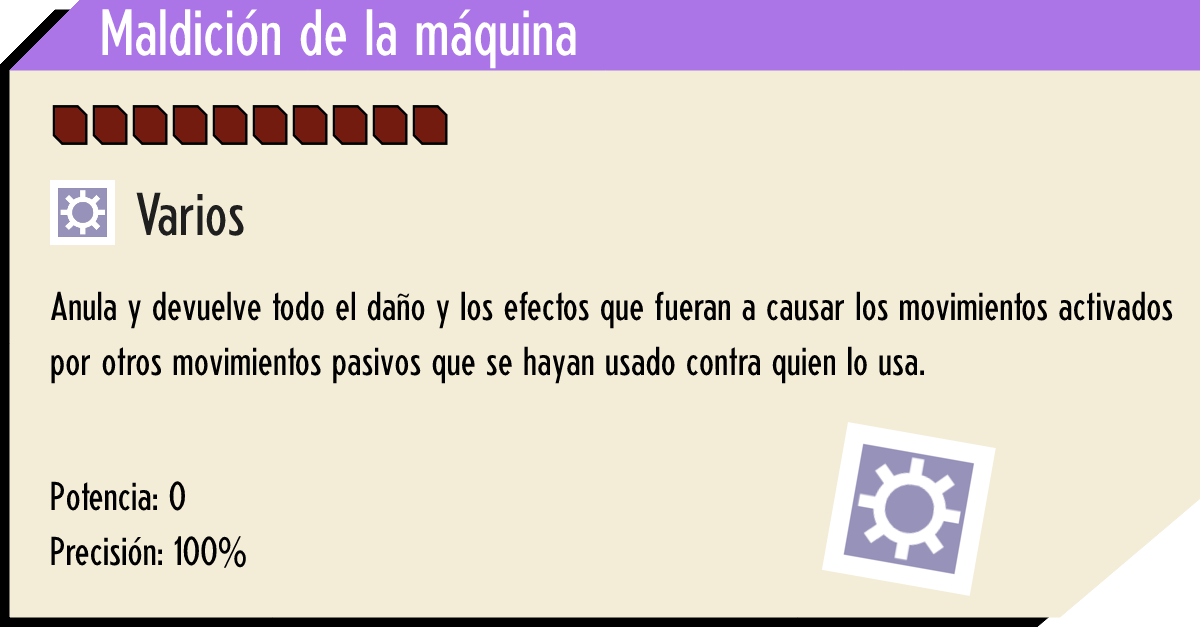 Maldición de la máquina
Varios
Anula y devuelve todo el daño y los efectos que fueran a causar los movimientos activados
por otros movimientos pasivos que se hayan usado contra quien lo usa.
Potencia: 0
Precisión: 100%